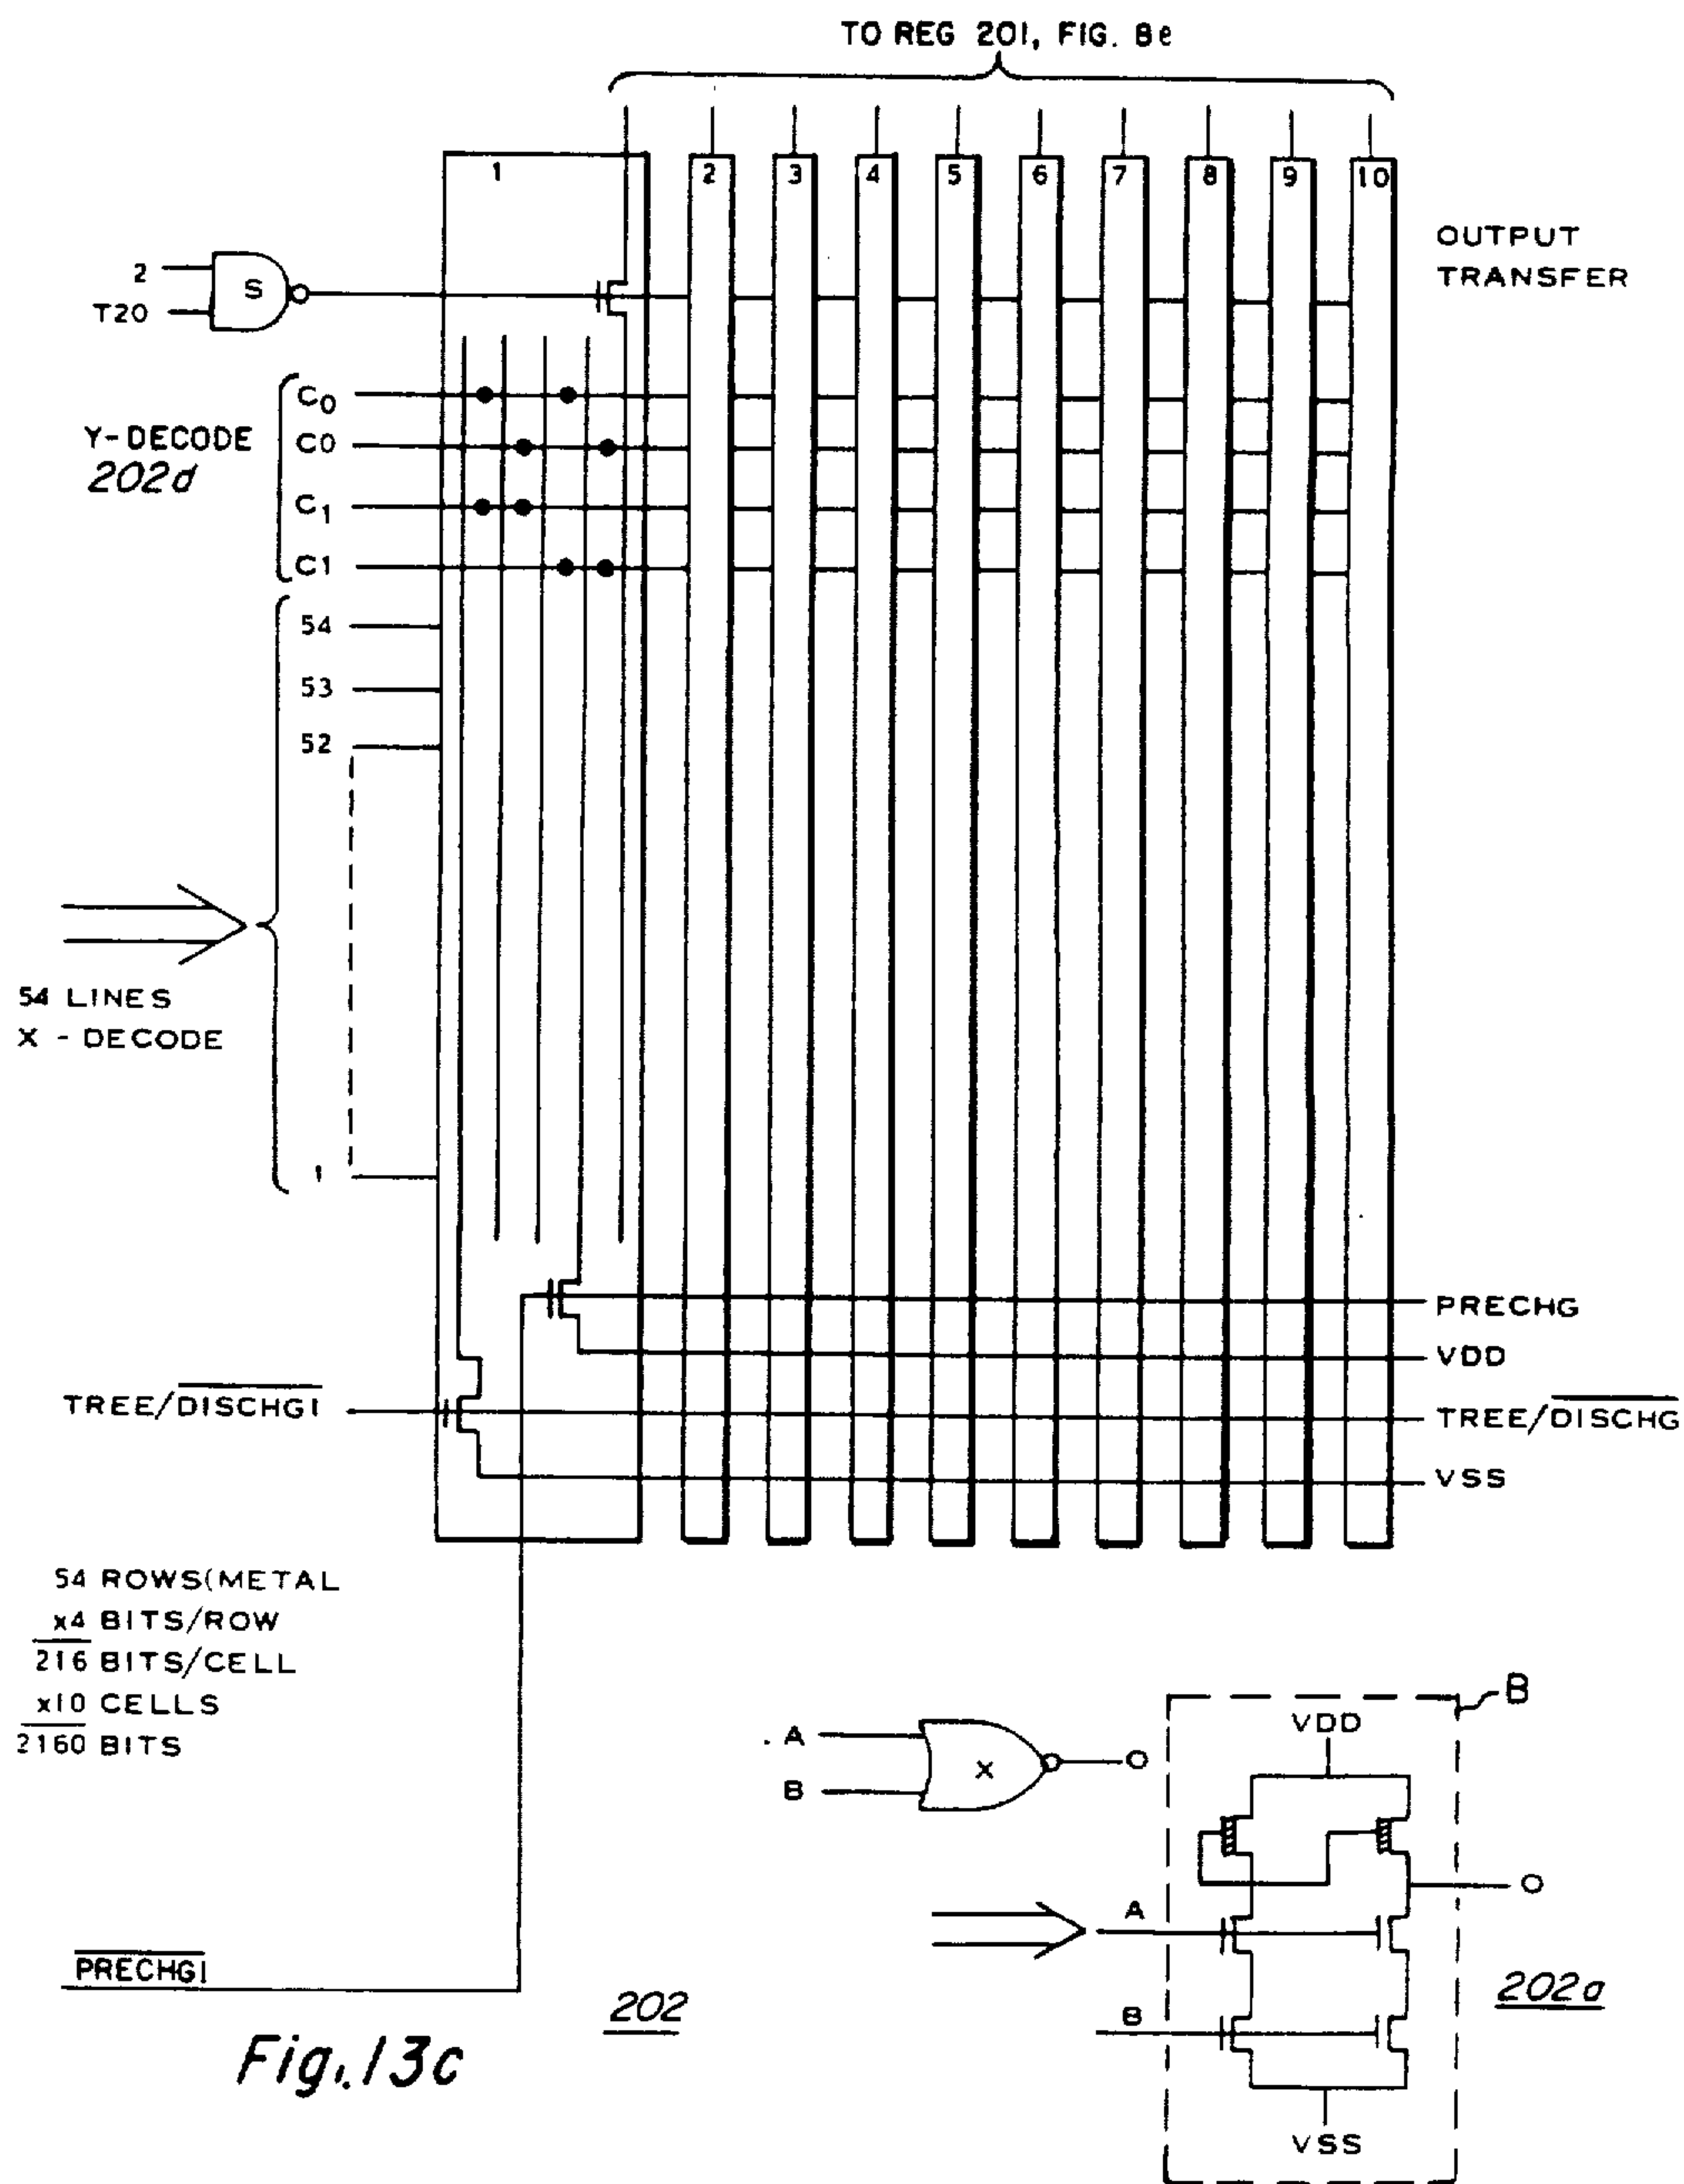 TO REG 201, FIG. 8e
1 2 3 4 5 6 7 8 9 10
OUTPUT
TRANSFER
2
T20
S
Y-DECODE
202d
C₀
C0
C₁
C1
54
53
52
1
54 LINES
X - DECODE
PRECHG
VDD
TREE/DISCHG1
TREE/DISCHG
VSS
54 ROWS(METAL
x4 BITS/ROW
216 BITS/CELL
x10 CELLS
2160 BITS
A
B
X
O
B
VDD
O
A
B
VSS
202a
PRECHG1
202
Fig. 13c